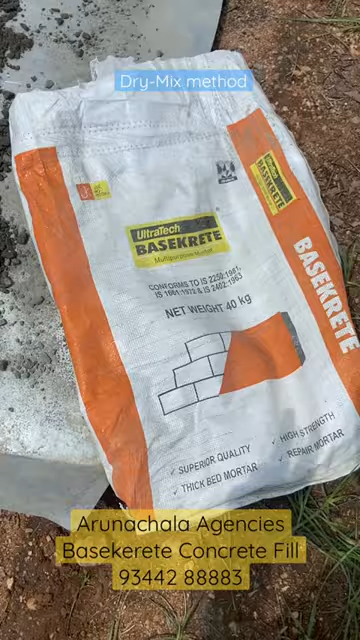 Dry-Mix method
UltraTech
BASEKRETE
UltraTech
BASEKRETE
Multipurpose Mortar
BASEKRETE
CONFORMS TO IS 2250:1981,
IS 1661:1972 & IS 2402:1963
NET WEIGHT 40 kg
✓ SUPERIOR QUALITY
✓ HIGH STRENGTH
✓ THICK BED MORTAR
✓ REPAIR MORTAR
Arunachala Agencies
Basekerete Concrete Fill
93442 88883